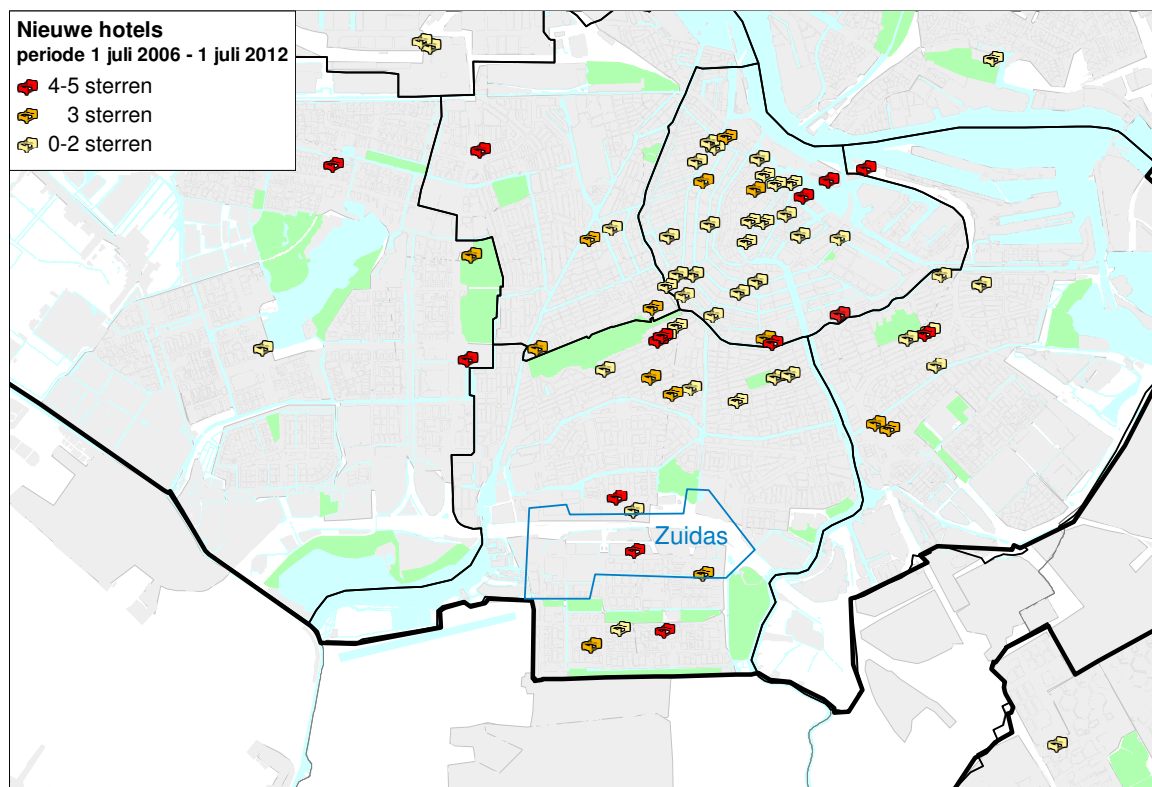 Nieuwe hotels
periode 1 juli 2006 - 1 juli 2012
4-5 sterren
3 sterren
0-2 sterren
Zuidas